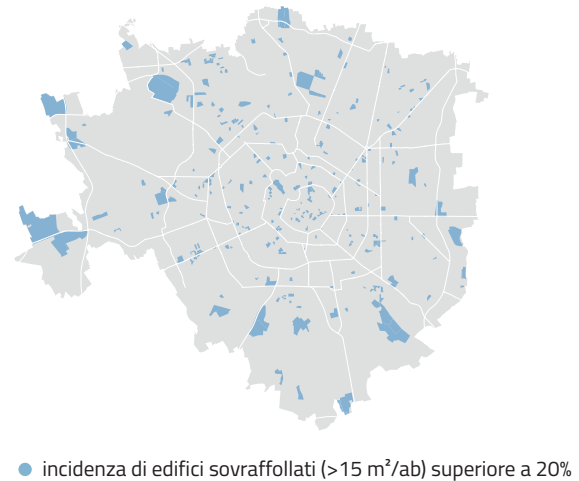 incidenza di edifici sovraffollati (>15 m²/ab) superiore a 20%